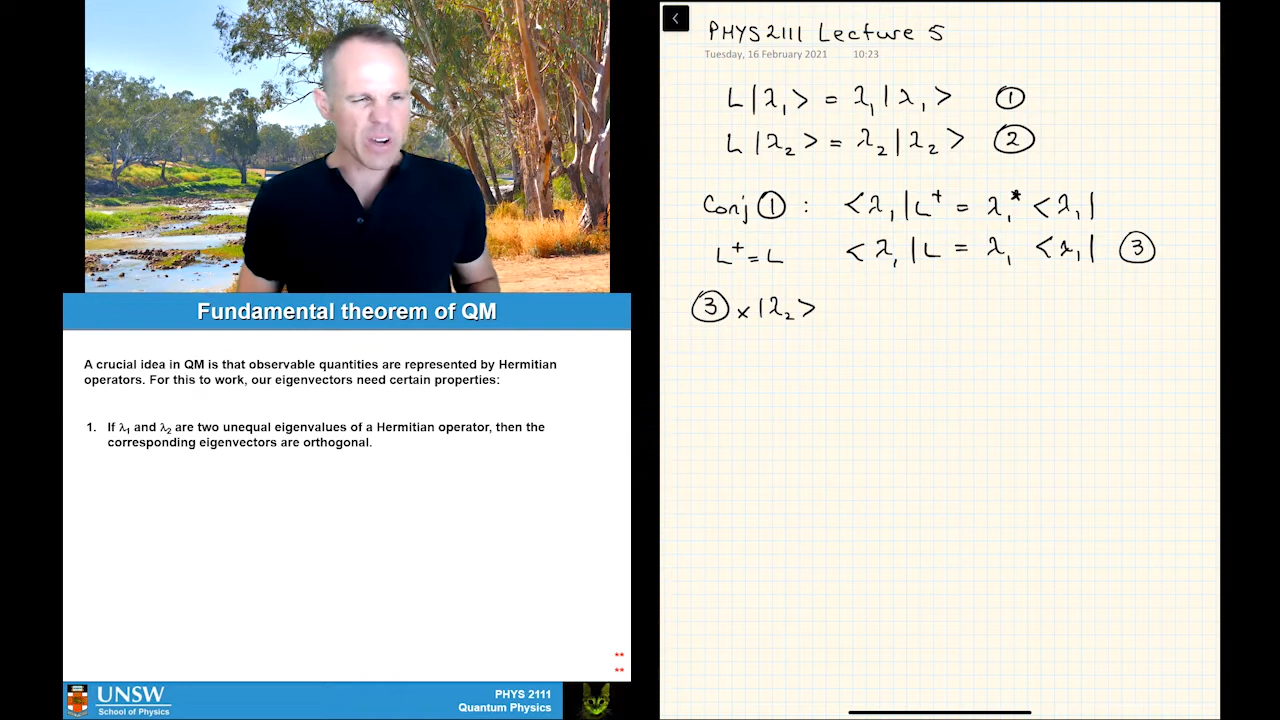 Fundamental theorem of QM
A crucial idea in QM is that observable quantities are represented by Hermitian
operators. For this to work, our eigenvectors need certain properties:
1. If λ₁ and λ₂ are two unequal eigenvalues of a Hermitian operator, then the
corresponding eigenvectors are orthogonal.
**
**
UNSW
School of Physics
PHYS 2111
Quantum Physics
PHYS2111 Lecture 5
Tuesday, 16 February 2021 10:23
L|λ₁> = λ₁|λ₁> ①
L|λ₂> = λ₂|λ₂> ②
Conj ① : <λ₁|L⁺ = λ₁* <λ₁|
L⁺ = L <λ₁|L = λ₁ <λ₁| ③
③ × |λ₂>